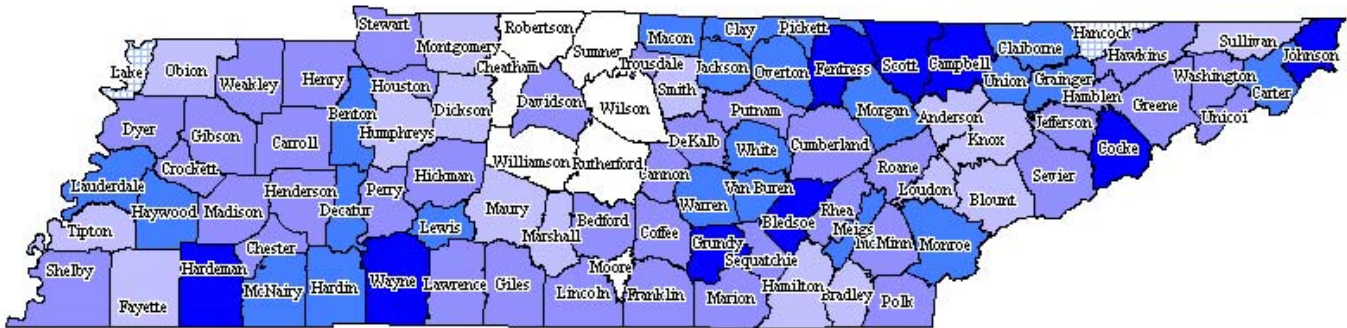 Stewart
Robertson
Montgomery
Sumner
Macon
Clay
Pickett
Hancock
Sullivan
Claiborne
Hawkins
Johnson
Lake
Obion
Weakley
Henry
Houston
Cheatham
Trousdale
Jackson
Overton
Fentress
Scott
Campbell
Union
Grainger
Washington
Carter
Hamblen
Greene
Unicoi
Smith
Dickson
Davidson
Wilson
Putnam
Morgan
Anderson
Jefferson
Benton
Humphreys
Dyer
Gibson
Carroll
Knox
DeKalb
White
Cumberland
Cocke
Williamson
Rutherford
Crockett
Roane
Sevier
Hickman
Cannon
Lauderdale
Henderson
Perry
Van Buren
Loudon
Blount
Haywood
Madison
Decatur
Maury
Warren
Rhea
Bledsoe
Tipton
Lewis
Bedford
Coffee
Marshall
Meigs
McMinn
Monroe
Chester
Grundy
Sequatchie
Shelby
Hardeman
Moore
Fayette
McNairy
Hardin
Wayne
Lawrence
Giles
Lincoln
Franklin
Marion
Hamilton
Bradley
Polk